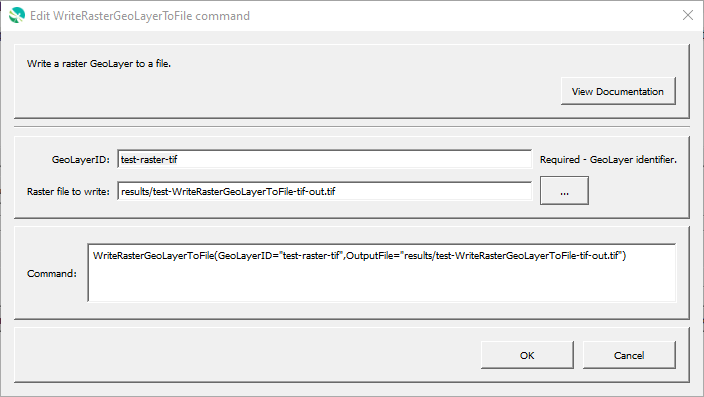 Edit WriteRasterGeoLayerToFile command
Write a raster GeoLayer to a file.
View Documentation
GeoLayerID: test-raster-tif Required - GeoLayer identifier.
Raster file to write: results/test-WriteRasterGeoLayerToFile-tif-out.tif ...
Command: WriteRasterGeoLayerToFile(GeoLayerID="test-raster-tif",OutputFile="results/test-WriteRasterGeoLayerToFile-tif-out.tif")
OK Cancel